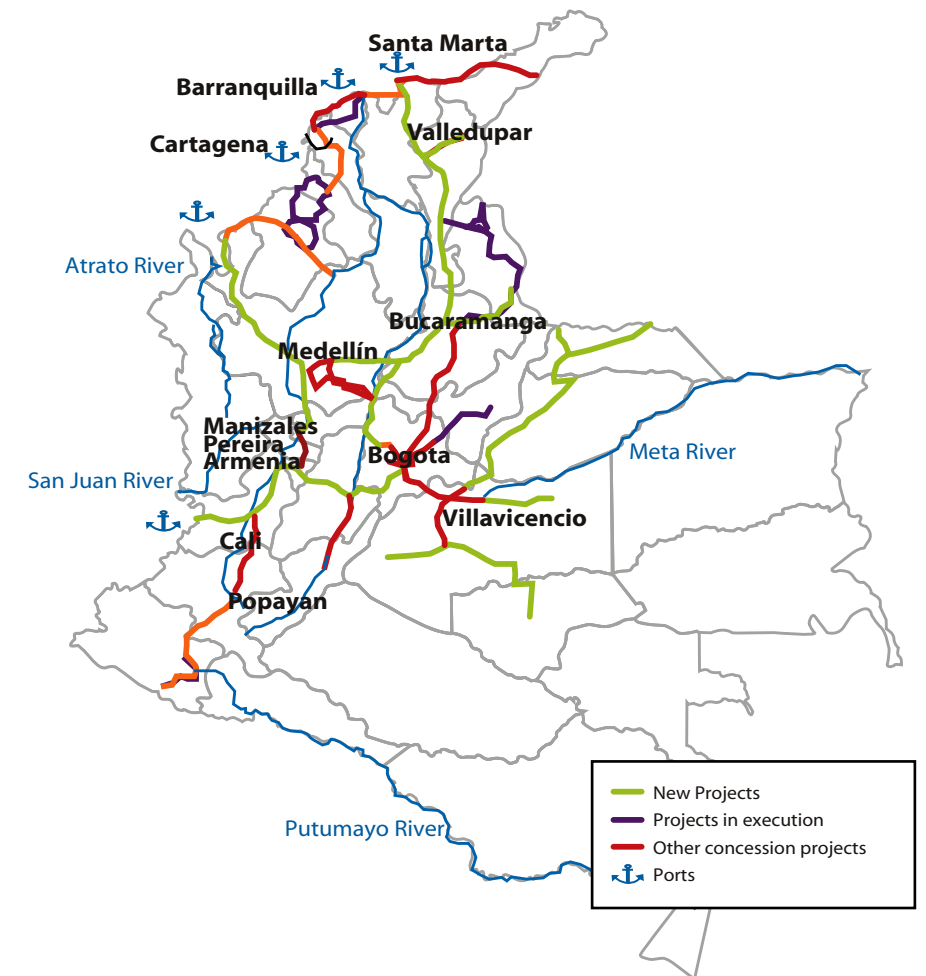 Santa Marta
Barranquilla
Valledupar
Cartagena
Atrato River
Bucaramanga
Medellín
Manizales
Pereira
Armenia
Bogota
Meta River
San Juan River
Villavicencio
Cali
Popayan
New Projects
Projects in execution
Putumayo River
Other concession projects
Ports